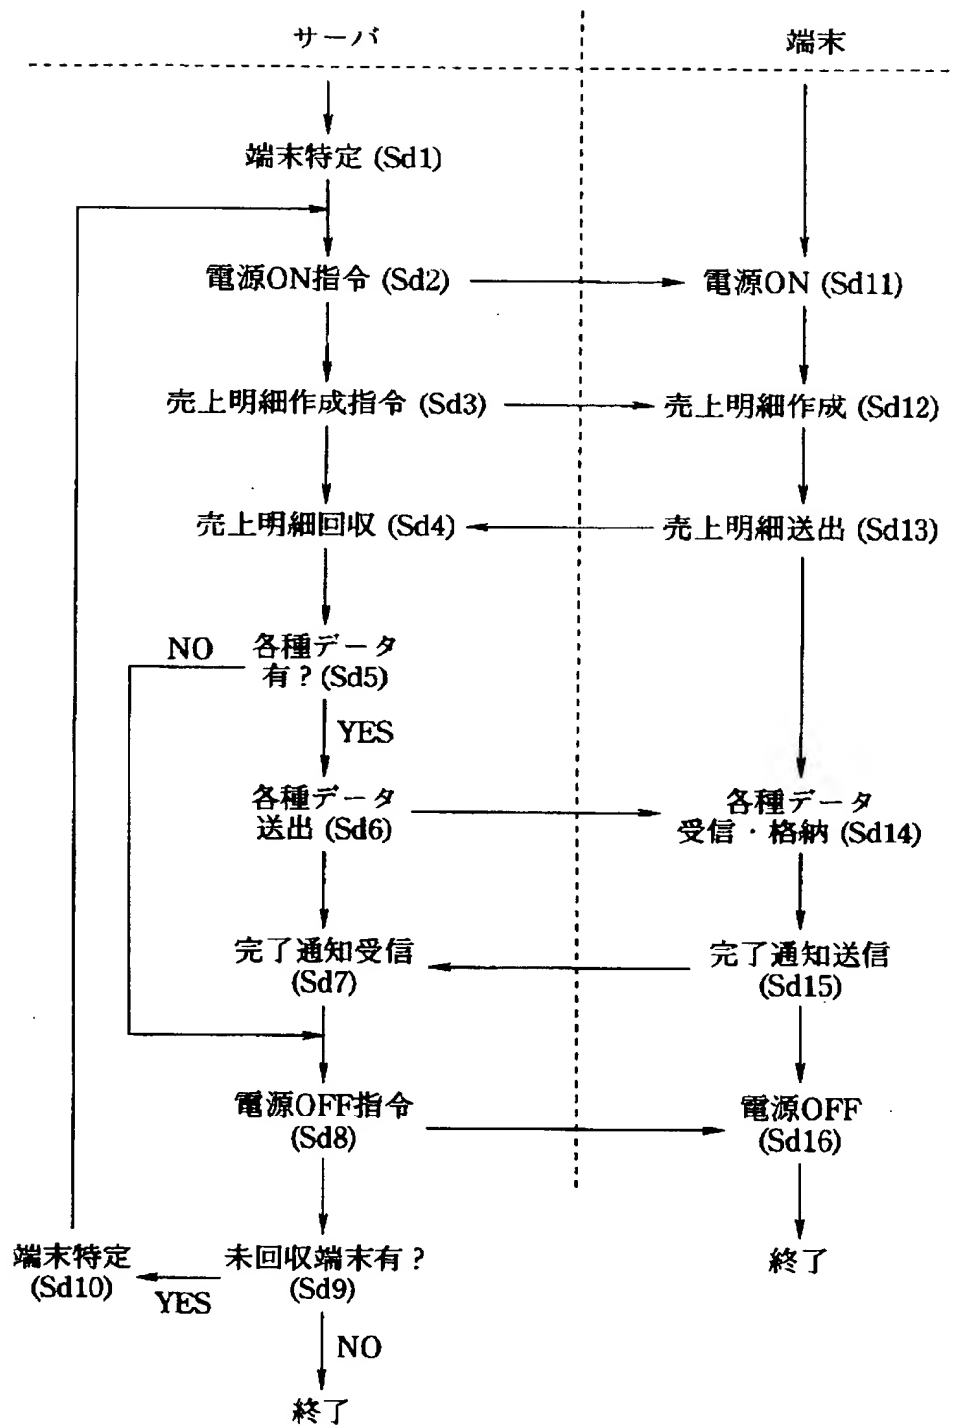 サーバ
端末
端末特定 (Sd1)
電源ON指令 (Sd2)
電源ON (Sd11)
売上明細作成指令 (Sd3)
売上明細作成 (Sd12)
売上明細回収 (Sd4)
売上明細送出 (Sd13)
NO
各種データ
有？(Sd5)
YES
各種データ
送出 (Sd6)
各種データ
受信・格納 (Sd14)
完了通知受信
(Sd7)
完了通知送信
(Sd15)
電源OFF指令
(Sd8)
電源OFF
(Sd16)
端末特定
(Sd10)
YES
未回収端末有？
(Sd9)
終了
NO
終了